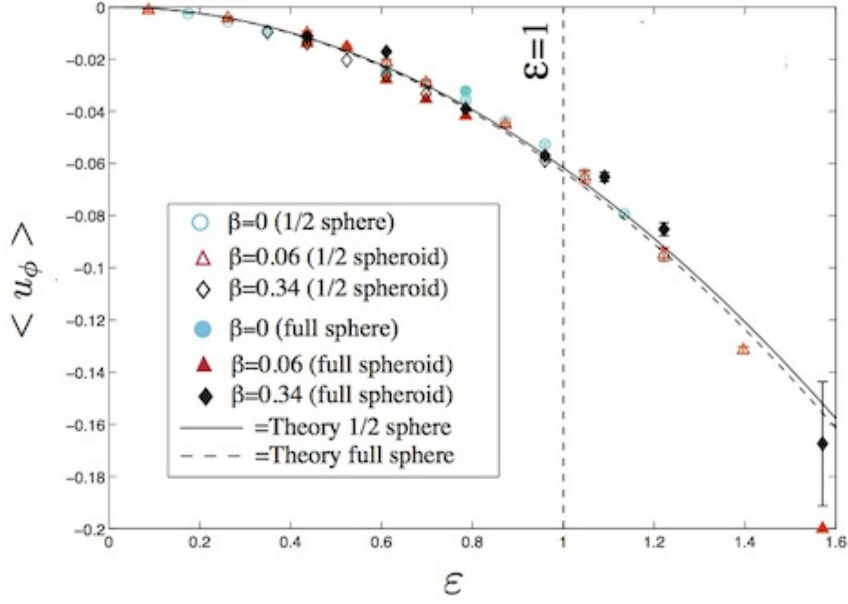 0
−0.02
−0.04
−0.06
−0.08
−0.1
−0.12
−0.14
−0.16
−0.18
−0.2
< u_ϕ >
ε=1
β=0 (1/2 sphere)
β=0.06 (1/2 spheroid)
β=0.34 (1/2 spheroid)
β=0 (full sphere)
β=0.06 (full spheroid)
β=0.34 (full spheroid)
=Theory 1/2 sphere
=Theory full sphere
0 0.2 0.4 0.6 0.8 1 1.2 1.4 1.6
ε